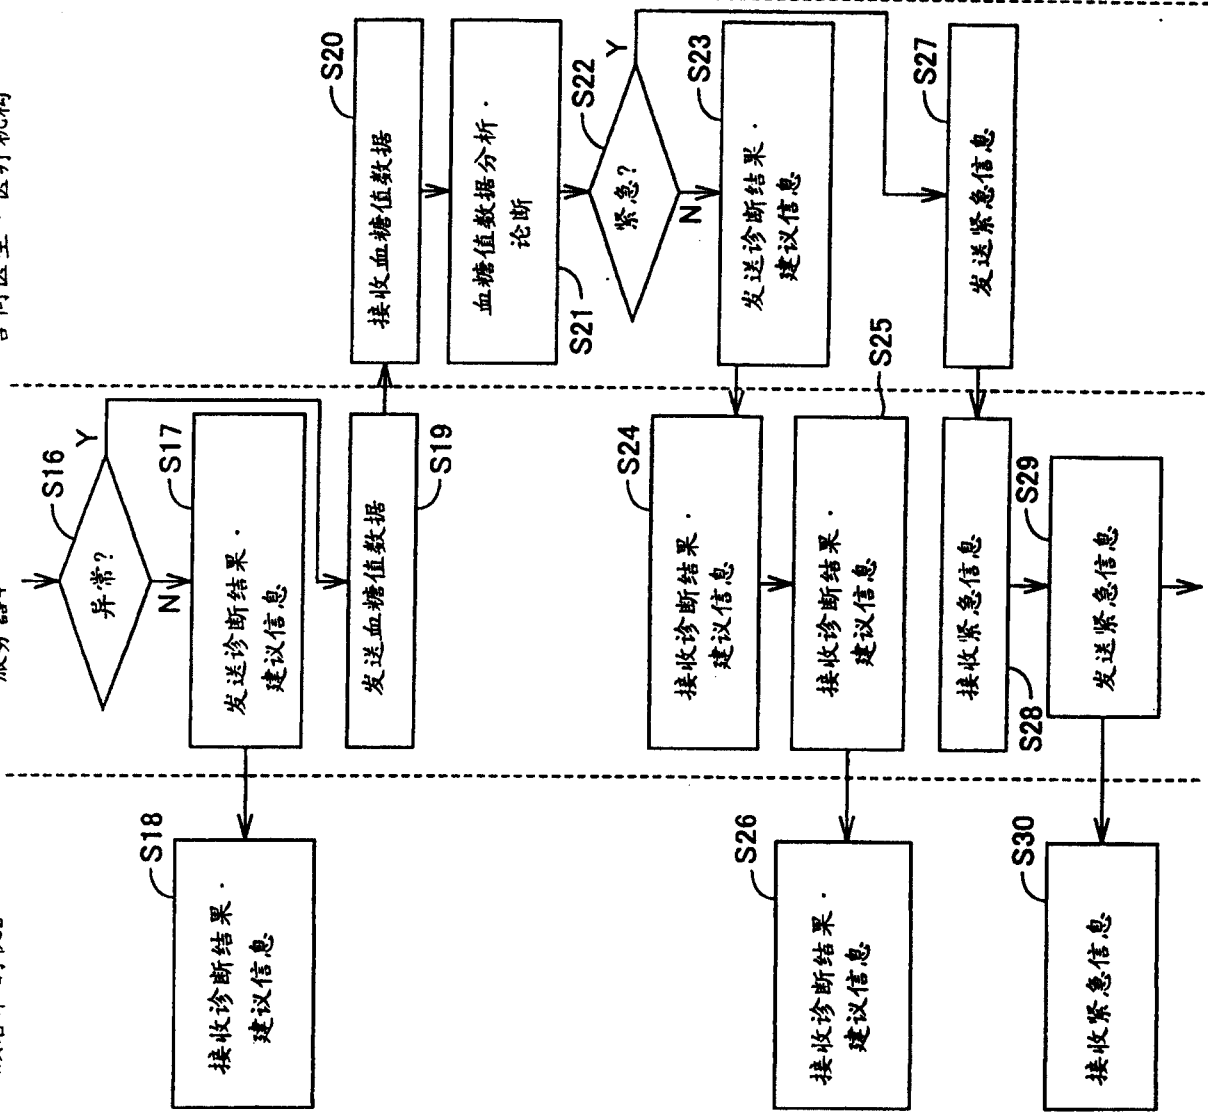 S16
异常?
Y
N
S17
发送诊断结果·
建议信息
S18
接收诊断结果·
建议信息
发送血糖值数据
S19
S20
接收血糖值数据
血糖值数据分析·
论断
S21
S22
紧急?
Y
N
S23
发送诊断结果·
建议信息
S24
接收诊断结果·
建议信息
S25
接收诊断结果·
建议信息
S26
接收诊断结果·
建议信息
S27
发送紧急信息
接收紧急信息
S28
S29
发送紧急信息
S30
接收紧急信息